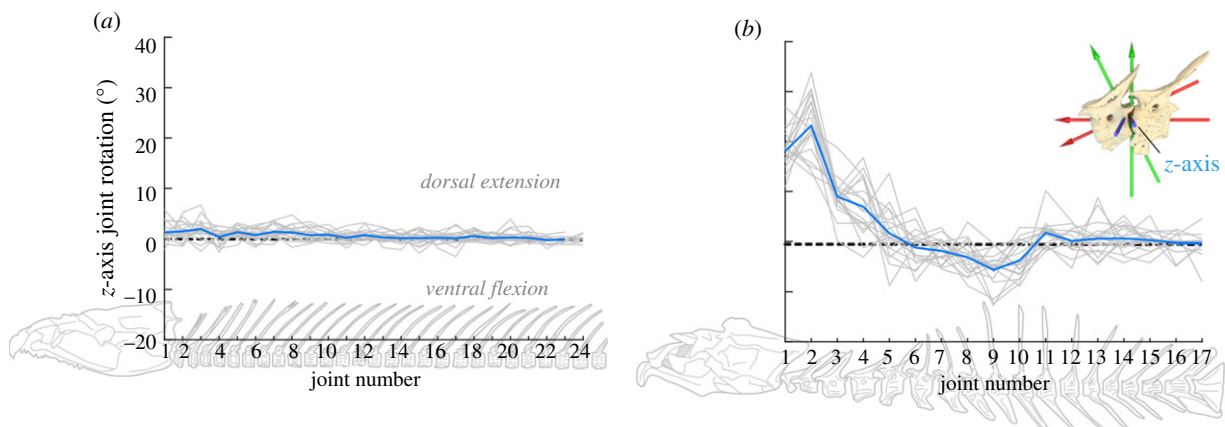 (a)
z-axis joint rotation (°)
40
30
20
10
0
−10
−20
dorsal extension
ventral flexion
1 2 4 6 8 10 12 14 16 18 20 22 24
joint number
(b)
z-axis
1 2 3 4 5 6 7 8 9 10 11 12 13 14 15 16 17
joint number